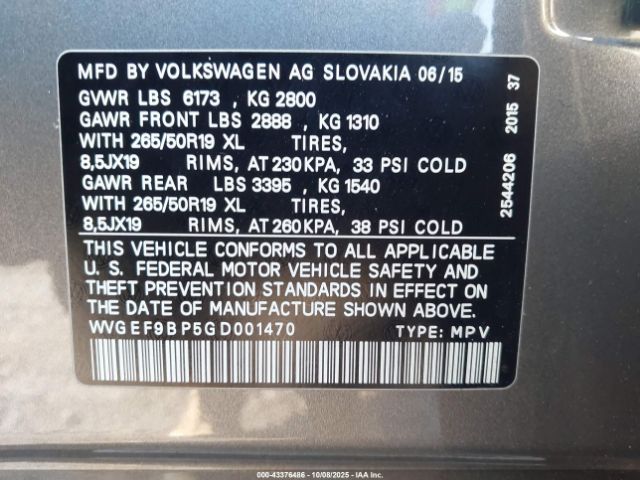 MFD BY VOLKSWAGEN AG SLOVAKIA 06/15
GVWR LBS 6173 , KG 2800
GAWR FRONT LBS 2888 , KG 1310
WITH 265/50R19 XL TIRES,
8,5JX19 RIMS, AT 230 KPA, 33 PSI COLD
GAWR REAR LBS 3395 , KG 1540
WITH 265/50R19 XL TIRES,
8,5JX19 RIMS, AT 260 KPA, 38 PSI COLD
THIS VEHICLE CONFORMS TO ALL APPLICABLE
U. S. FEDERAL MOTOR VEHICLE SAFETY AND
THEFT PREVENTION STANDARDS IN EFFECT ON
THE DATE OF MANUFACTURE SHOWN ABOVE.
WVGEF9BP5GD001470 TYPE: MPV
2544206 2015 37
000-43376486 - 10/08/2025 - IAA Inc.